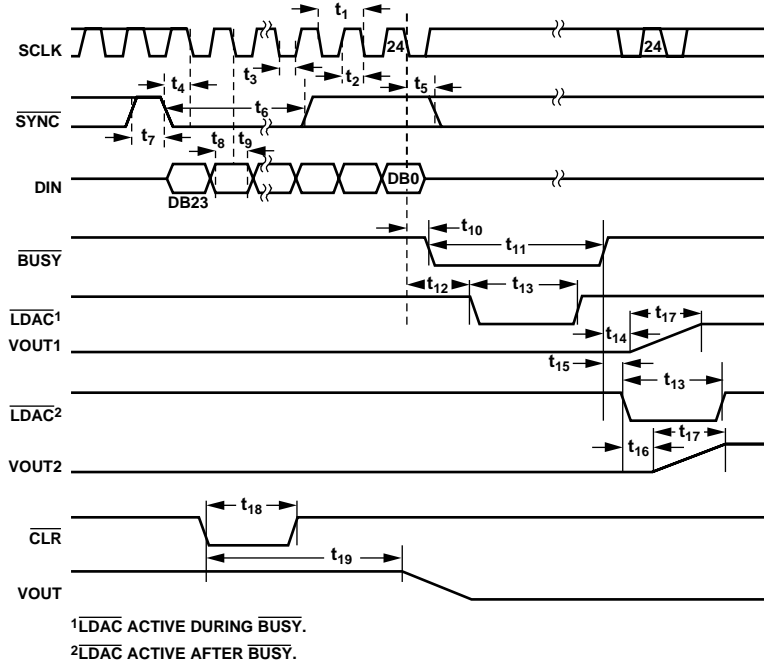 t1
SCLK
24
24
t3
t2
t4
t5
t6
SYNC
t7
t8
t9
DIN
DB23
DB0
t10
t11
BUSY
t12
t13
LDAC1
t17
t14
VOUT1
t15
t13
LDAC2
t17
t16
VOUT2
t18
CLR
t19
VOUT
1LDAC ACTIVE DURING BUSY.
2LDAC ACTIVE AFTER BUSY.